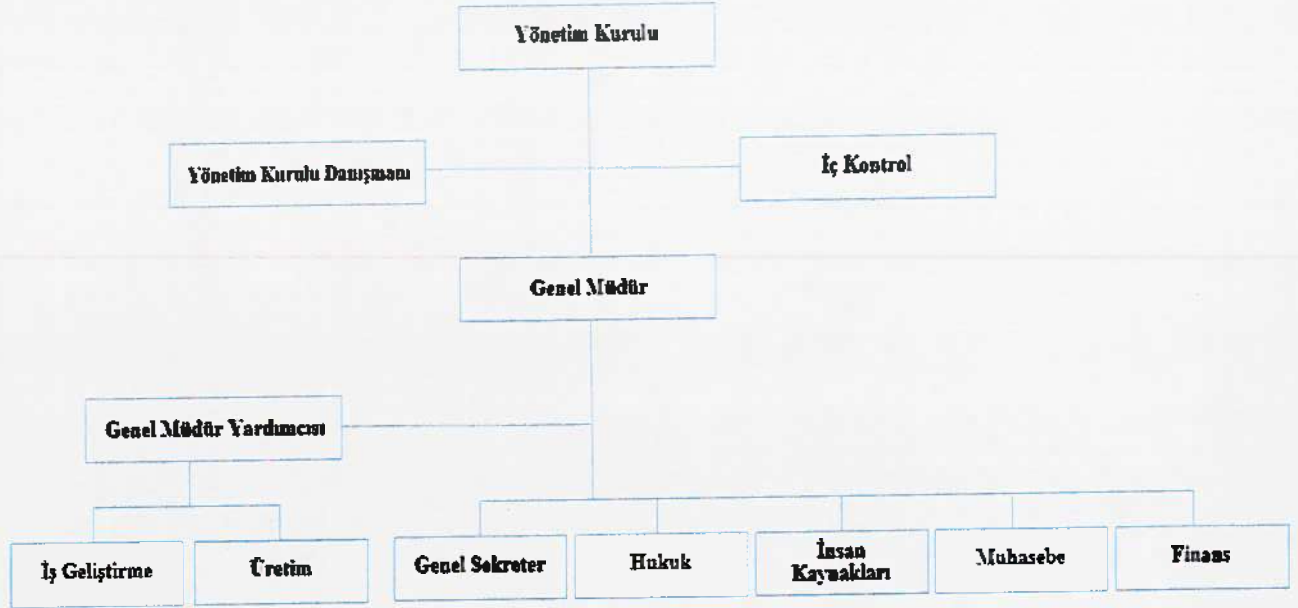 Yönetim Kurulu
Yönetim Kurulu Danışmanı
İç Kontrol
Genel Müdür
Genel Müdür Yardımcısı
İş Geliştirme
Üretim
Genel Sekreter
Hukuk
İnsan
Kaynakları
Muhasebe
Finans